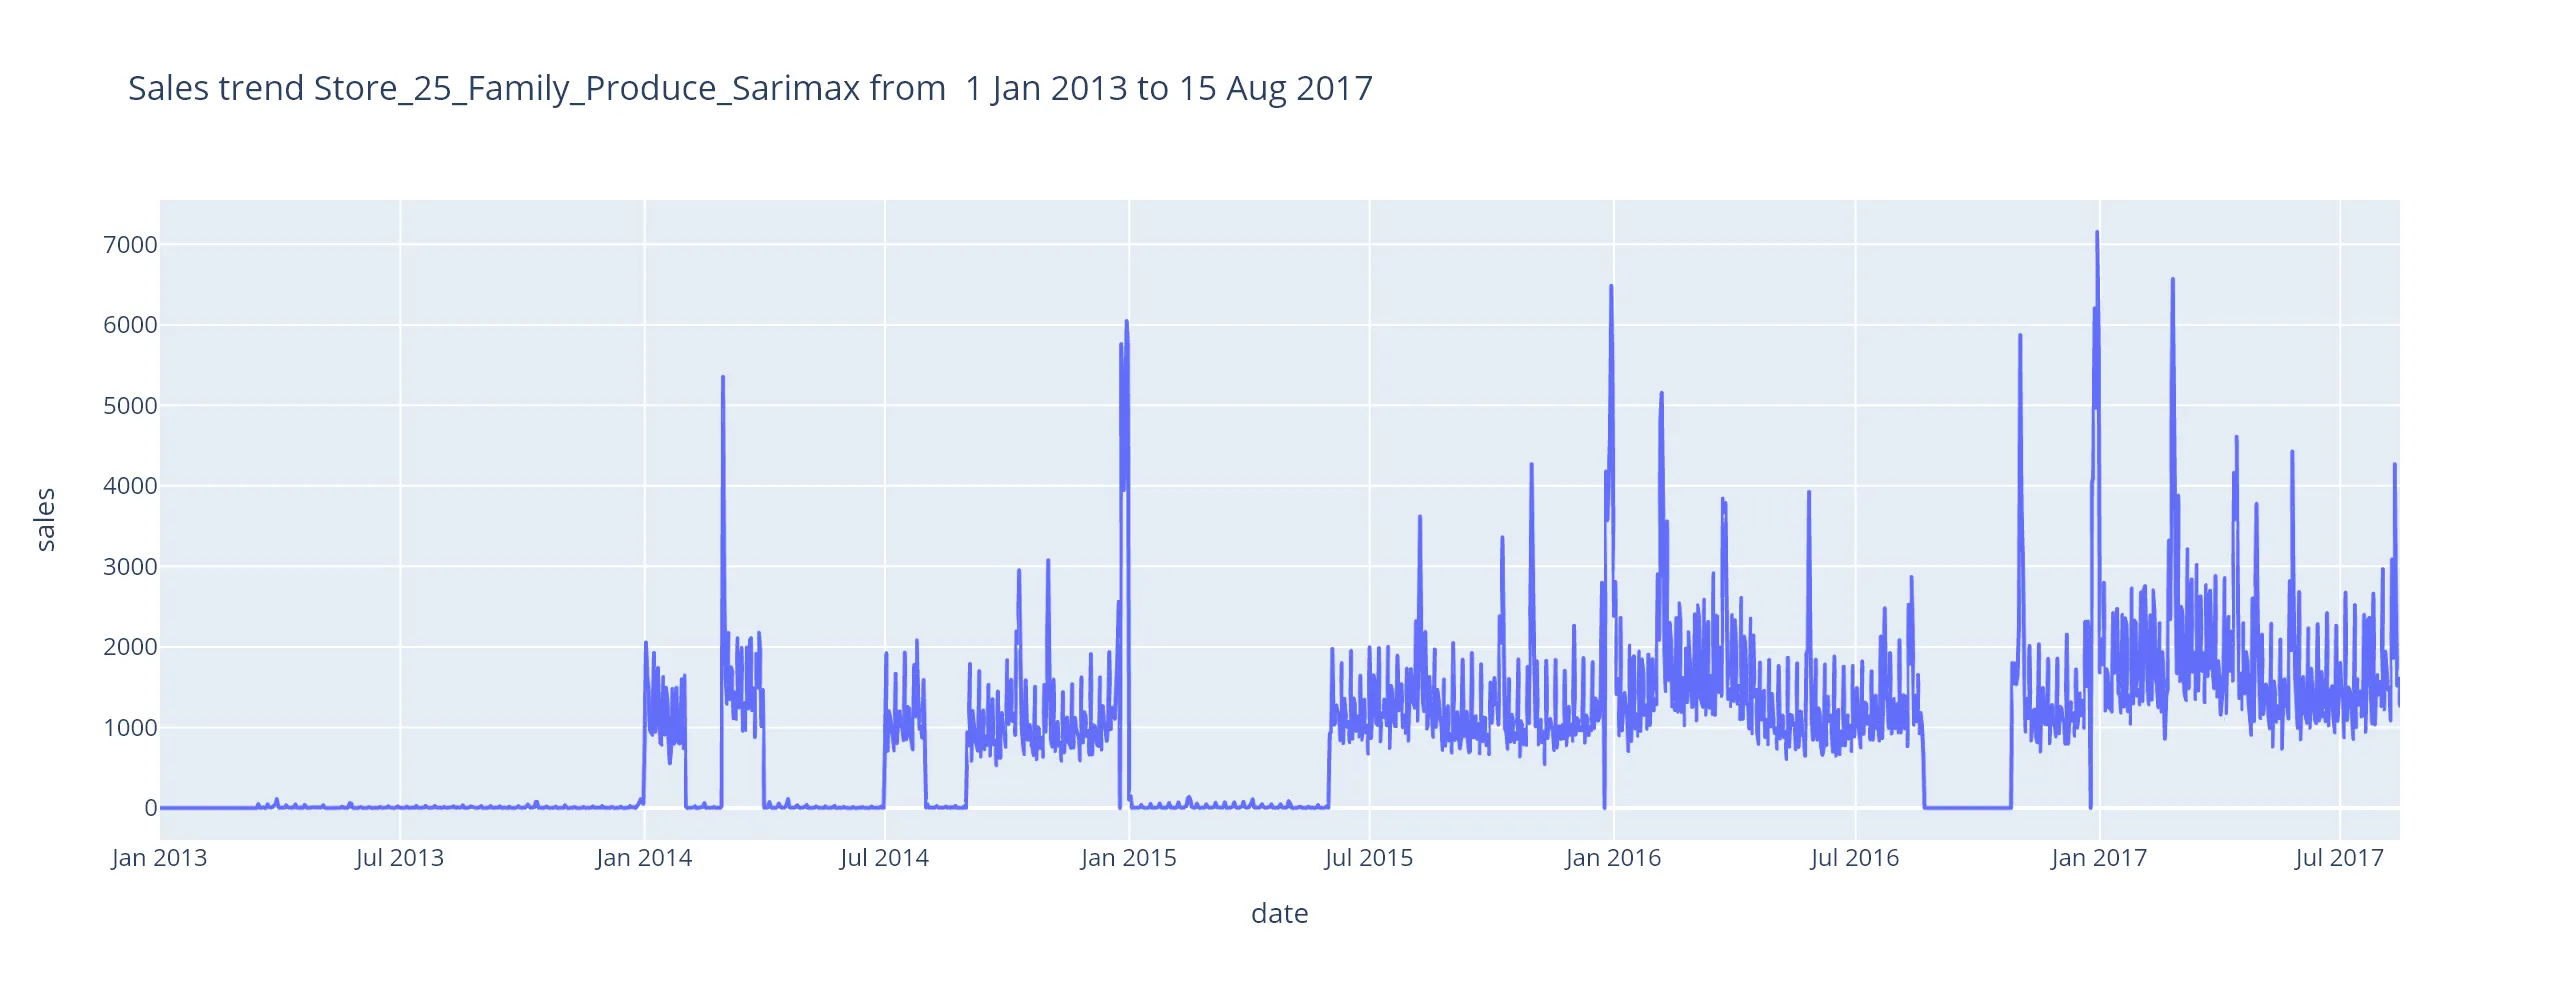 Sales trend Store_25_Family_Produce_Sarimax from  1 Jan 2013 to 15 Aug 2017
7000
6000
5000
4000
3000
2000
1000
0
sales
Jan 2013 Jul 2013 Jan 2014 Jul 2014 Jan 2015 Jul 2015 Jan 2016 Jul 2016 Jan 2017 Jul 2017
date